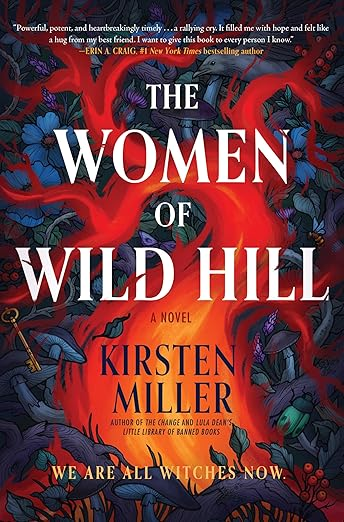 "Powerful, potent, and heartbreakingly timely . . . a rallying cry. It filled me with hope and felt like
a hug from my best friend. I want to give this book to every person I know."
—ERIN A. CRAIG, #1 New York Times bestselling author
THE
WOMEN
OF
WILD HILL
A NOVEL
KIRSTEN
MILLER
AUTHOR OF THE CHANGE AND LULA DEAN'S
LITTLE LIBRARY OF BANNED BOOKS
WE ARE ALL WITCHES NOW.